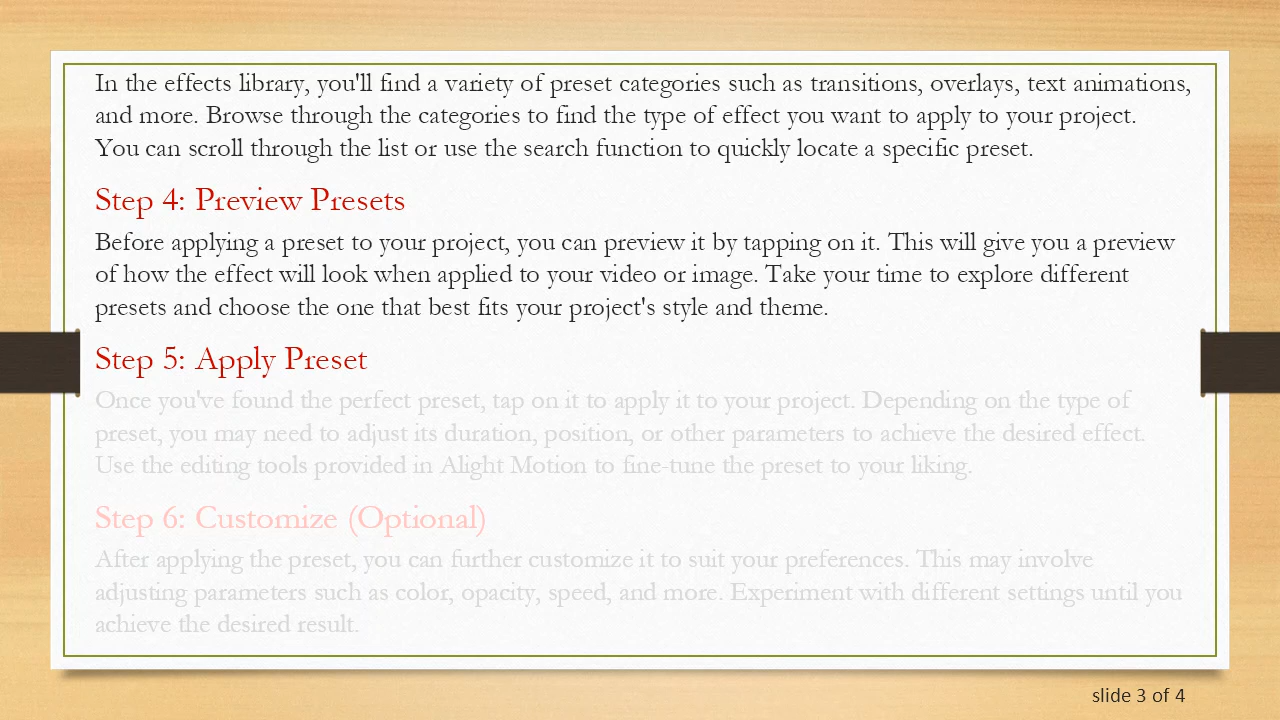 In the effects library, you'll find a variety of preset categories such as transitions, overlays, text animations,
and more. Browse through the categories to find the type of effect you want to apply to your project.
You can scroll through the list or use the search function to quickly locate a specific preset.
Step 4: Preview Presets
Before applying a preset to your project, you can preview it by tapping on it. This will give you a preview
of how the effect will look when applied to your video or image. Take your time to explore different
presets and choose the one that best fits your project's style and theme.
Step 5: Apply Preset
Once you've found the perfect preset, tap on it to apply it to your project. Depending on the type of
preset, you may need to adjust its duration, position, or other parameters to achieve the desired effect.
Use the editing tools provided in Alight Motion to fine-tune the preset to your liking.
Step 6: Customize (Optional)
After applying the preset, you can further customize it to suit your preferences. This may involve
adjusting parameters such as color, opacity, speed, and more. Experiment with different settings until you
achieve the desired result.
slide 3 of 4